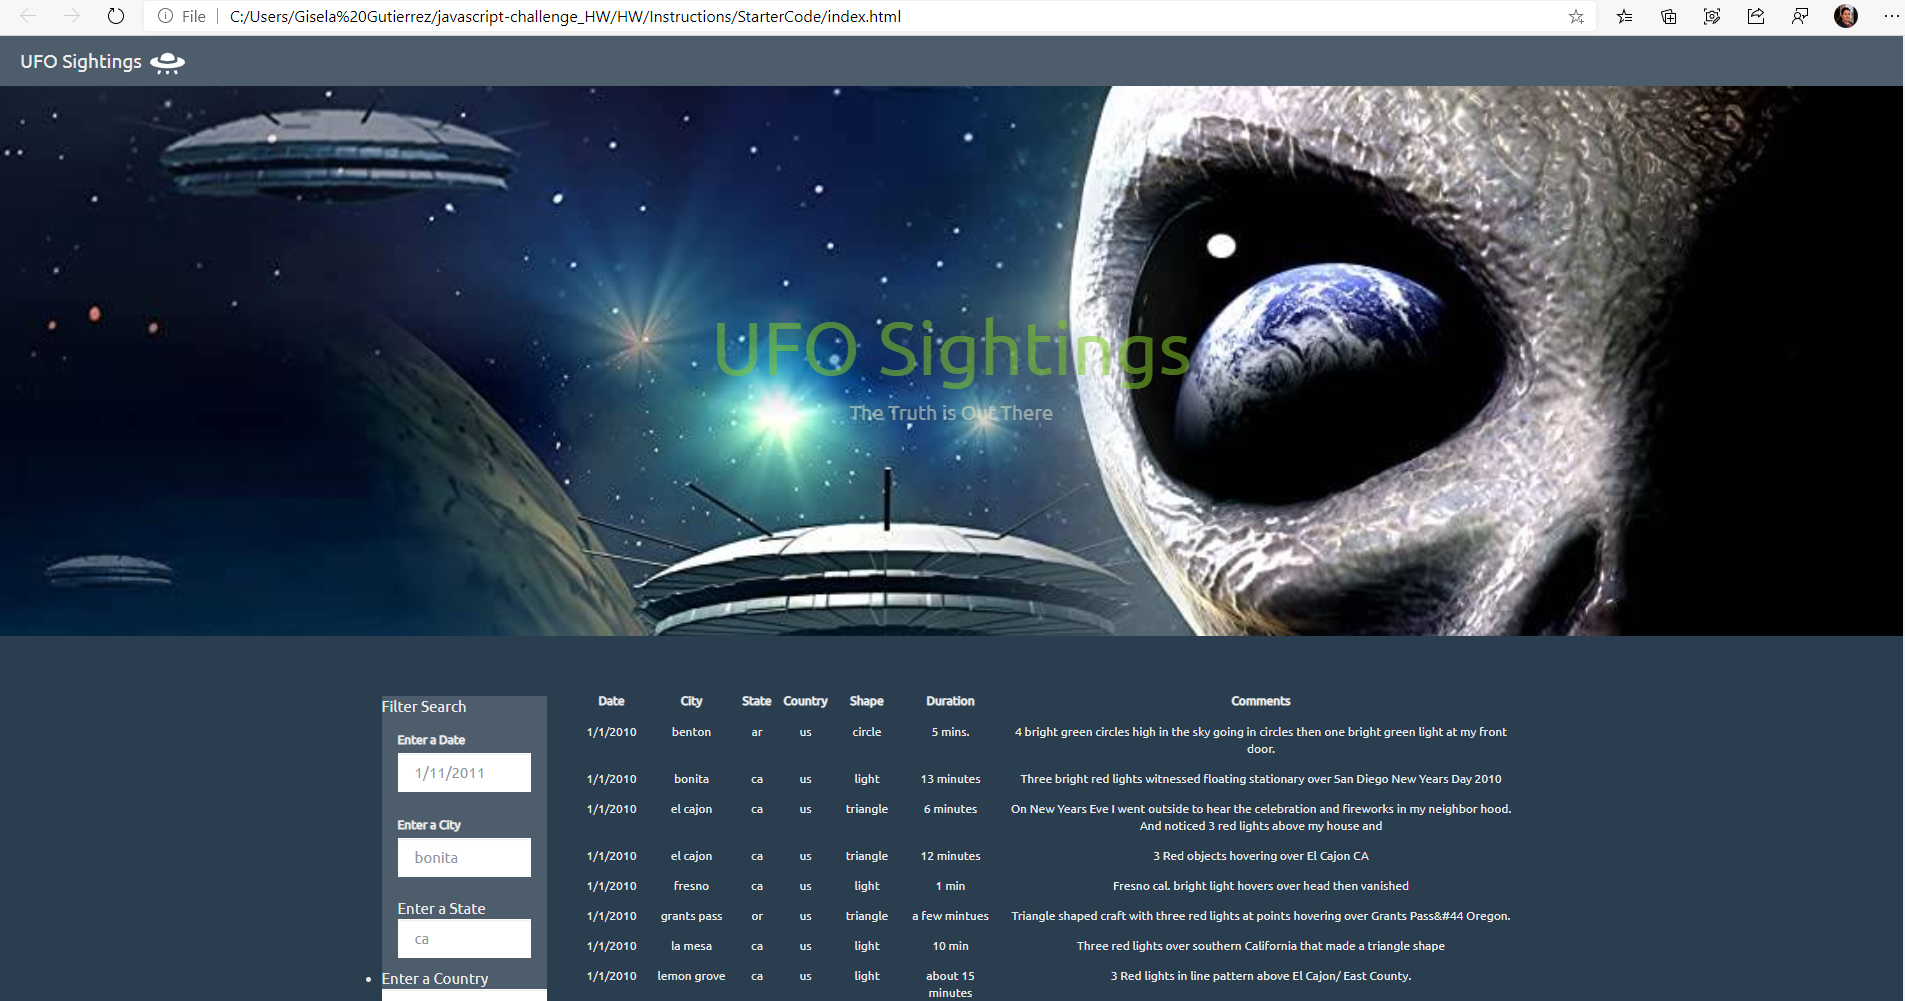 File C:/Users/Gisela%20Gutierrez/javascript-challenge_HW/HW/Instructions/StarterCode/index.html
UFO Sightings
UFO Sightings
The Truth is Out There
Filter Search
Enter a Date
1/11/2011
Enter a City
bonita
Enter a State
ca
Enter a Country
Date City State Country Shape Duration Comments
1/1/2010 benton ar us circle 5 mins. 4 bright green circles high in the sky going in circles then one bright green light at my front
door.
1/1/2010 bonita ca us light 13 minutes Three bright red lights witnessed floating stationary over San Diego New Years Day 2010
1/1/2010 el cajon ca us triangle 6 minutes On New Years Eve I went outside to hear the celebration and fireworks in my neighbor hood.
And noticed 3 red lights above my house and
1/1/2010 el cajon ca us triangle 12 minutes 3 Red objects hovering over El Cajon CA
1/1/2010 fresno ca us light 1 min Fresno cal. bright light hovers over head then vanished
1/1/2010 grants pass or us triangle a few mintues Triangle shaped craft with three red lights at points hovering over Grants Pass&#44 Oregon.
1/1/2010 la mesa ca us light 10 min Three red lights over southern California that made a triangle shape
1/1/2010 lemon grove ca us light about 15 3 Red lights in line pattern above El Cajon/ East County.
minutes